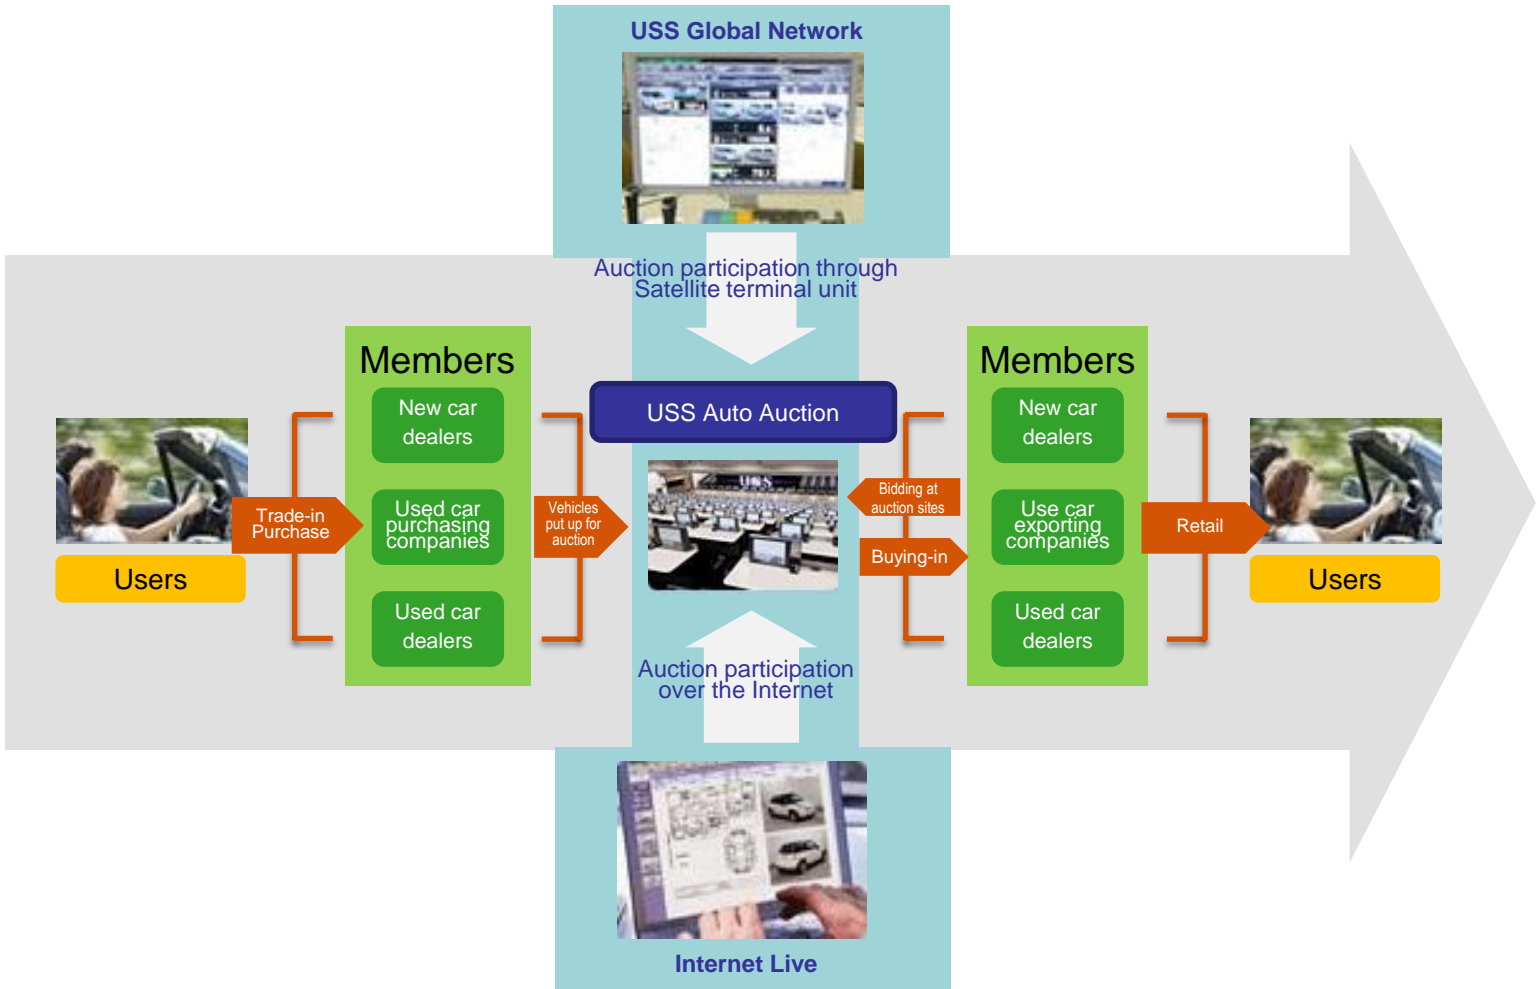 USS Global Network
Auction participation through
Satellite terminal unit
Members
New car
dealers
Used car
purchasing
companies
Used car
dealers
Users
Trade-in
Purchase
Vehicles
put up for
auction
USS Auto Auction
USS
Bidding at
auction sites
Buying-in
Members
New car
dealers
Use car
exporting
companies
Used car
dealers
Retail
Users
Auction participation
over the Internet
Internet Live